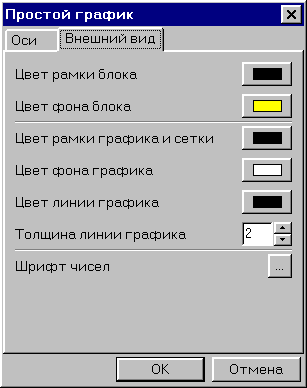 Простой график
Оси Внешний вид
Цвет рамки блока
Цвет фона блока
Цвет рамки графика и сетки
Цвет фона графика
Цвет линии графика
Толщина линии графика 2
Шрифт чисел ...
OK Отмена